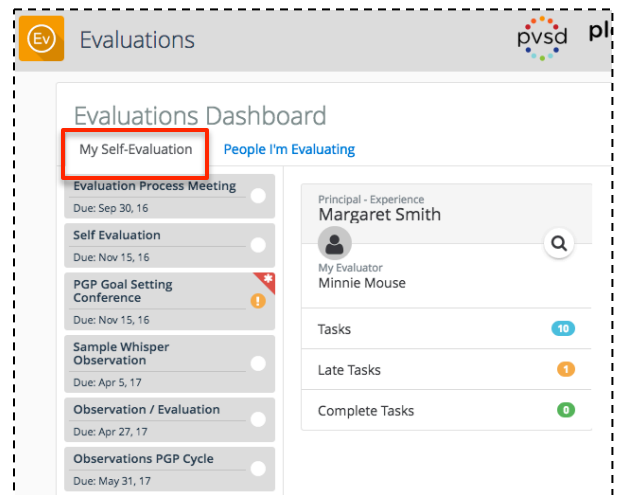 Ev
Evaluations
pvsd
pl
Evaluations Dashboard
My Self-Evaluation
People I'm Evaluating
Evaluation Process Meeting
Due: Sep 30, 16
Self Evaluation
Due: Nov 15, 16
PGP Goal Setting
Conference
Due: Nov 15, 16
Sample Whisper
Observation
Due: Apr 5, 17
Observation / Evaluation
Due: Apr 27, 17
Observations PGP Cycle
Due: May 31, 17
Principal - Experience
Margaret Smith
My Evaluator
Minnie Mouse
Tasks 10
Late Tasks 1
Complete Tasks 0